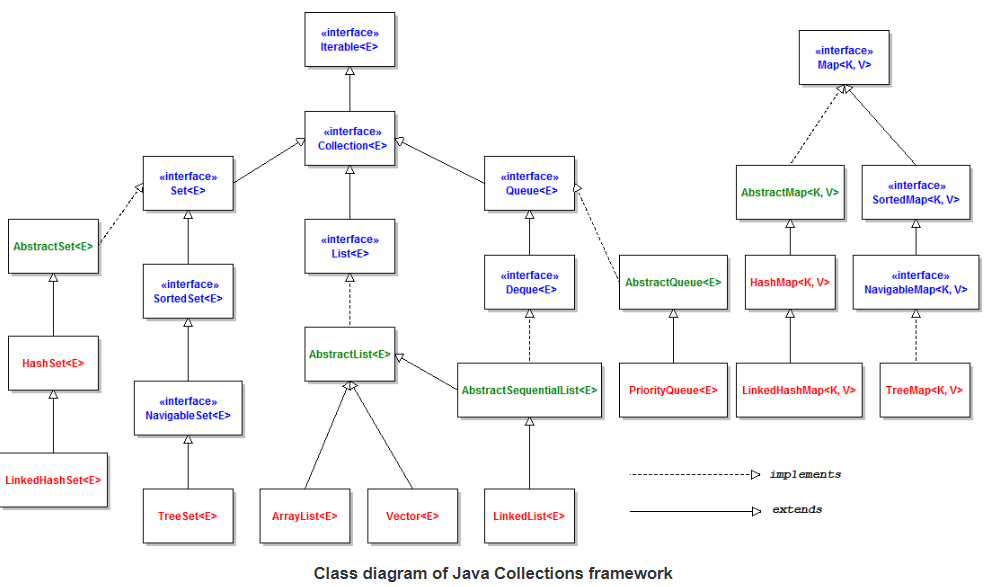 «interface»
Iterable<E>
«interface»
Map<K, V>
«interface»
Collection<E>
«interface»
Set<E>
«interface»
Queue<E>
AbstractMap<K, V>
«interface»
SortedMap<K, V>
AbstractSet<E>
«interface»
List<E>
«interface»
SortedSet<E>
«interface»
Deque<E>
AbstractQueue<E>
HashMap<K, V>
«interface»
NavigableMap<K, V>
HashSet<E>
AbstractList<E>
«interface»
NavigableSet<E>
AbstractSequentialList<E>
PriorityQueue<E>
LinkedHashMap<K, V>
TreeMap<K, V>
LinkedHashSet<E>
TreeSet<E>
ArrayList<E>
Vector<E>
LinkedList<E>
implements
extends
Class diagram of Java Collections framework